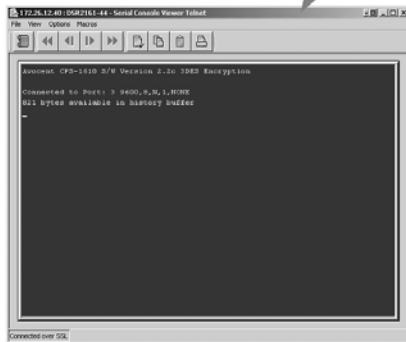 172.26.12.40 : DSR2161-44 - Serial Console Viewer Telnet
File View Options Macros
Avocent CPS-1610 S/W Version 2.2c 3DES Encryption
Connected to Port: 3 9600,8,N,1,NONE
821 bytes available in history buffer
Connected over SSL